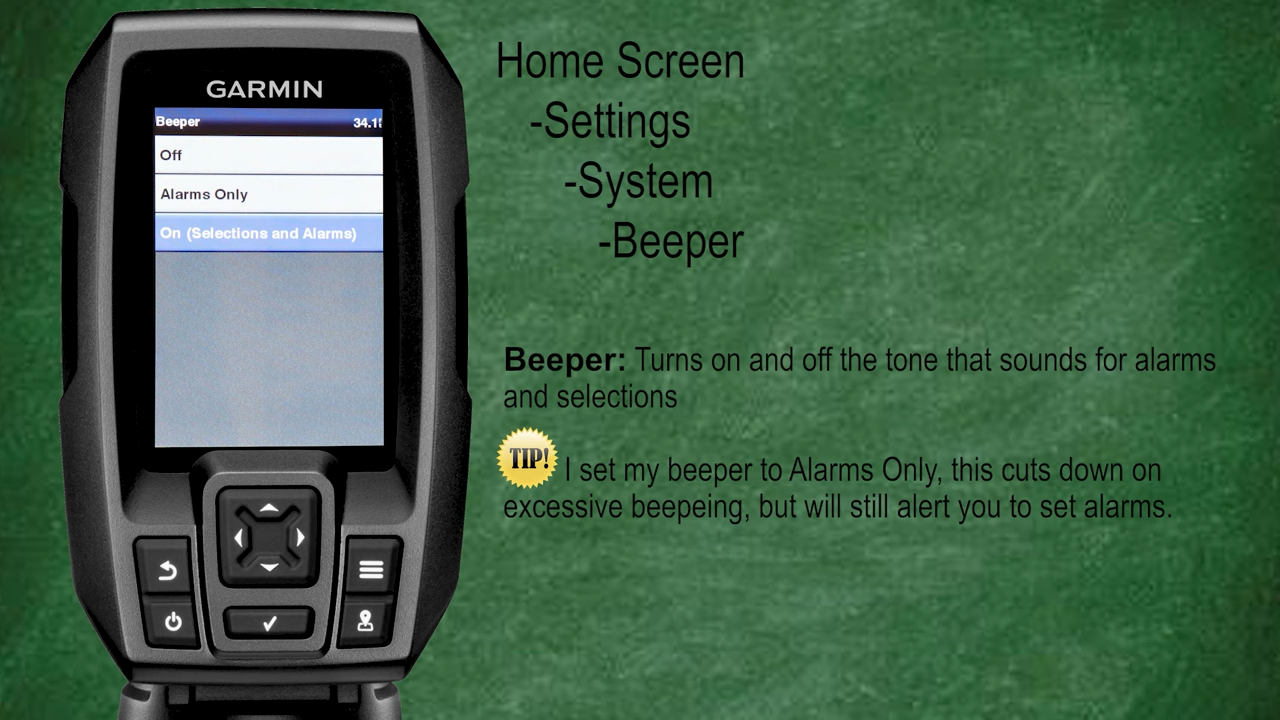 GARMIN
Beeper
Off
Alarms Only
On (Selections and Alarms)
Home Screen
-Settings
-System
-Beeper
Beeper: Turns on and off the tone that sounds for alarms
and selections
TIP! I set my beeper to Alarms Only, this cuts down on
excessive beepeing, but will still alert you to set alarms.